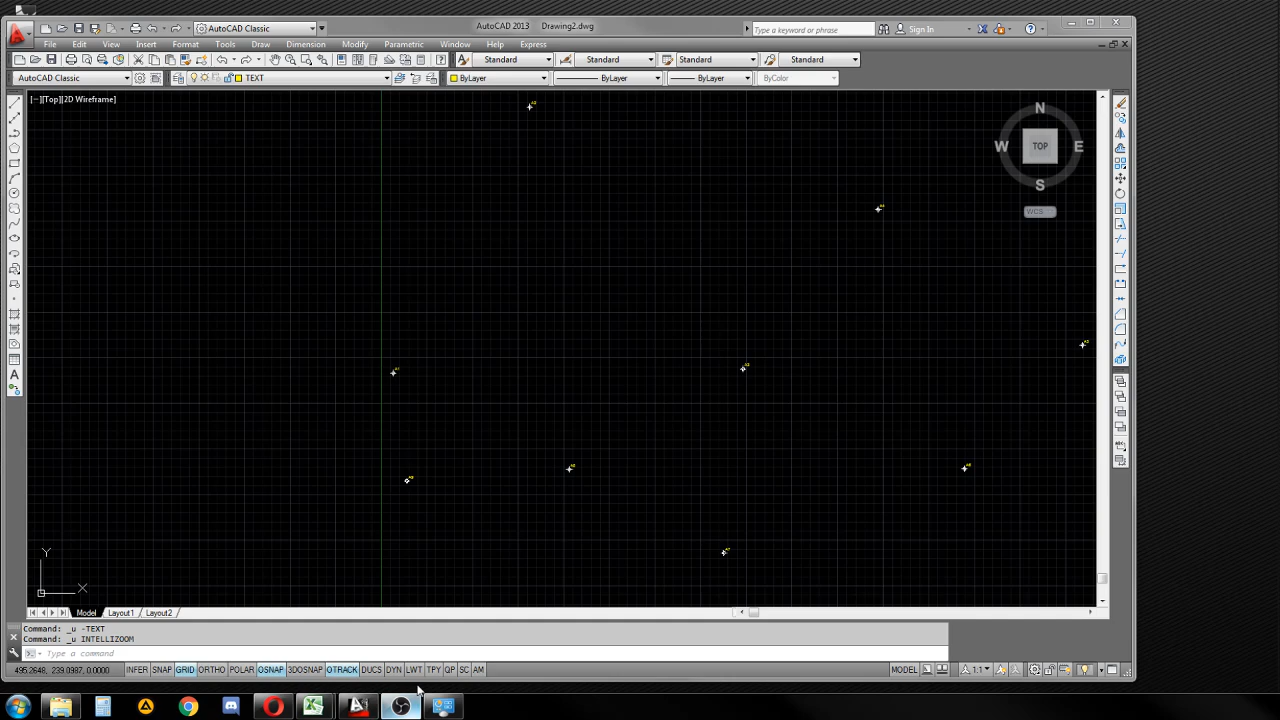 AutoCAD Classic
AutoCAD 2013 Drawing2.dwg
Type a keyword or phrase
Sign In
File Edit View Insert Format Tools Draw Dimension Modify Parametric Window Help Express
Standard Standard Standard Standard
AutoCAD Classic TEXT ByLayer ByLayer ByLayer ByColor
[−][Top][2D Wireframe]
N
W TOP E
S
WCS
Y
X
Model Layout1 Layout2
Command: _u -TEXT
Command: _u INTELLIZOOM
Type a command
495.2648, 239.0987, 0.0000 INFER SNAP GRID ORTHO POLAR OSNAP 3DOSNAP OTRACK DUCS DYN LWT TPY QP SC AM MODEL 1:1